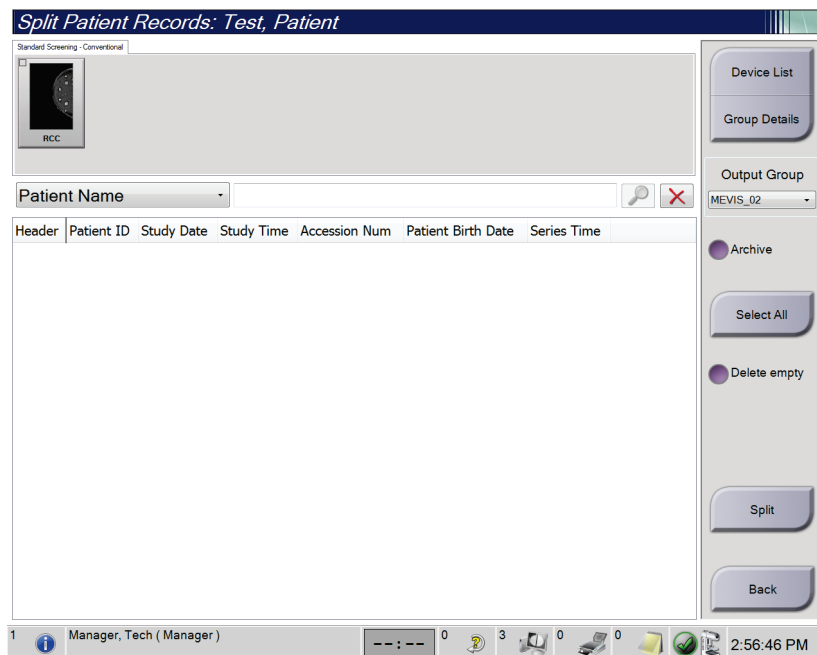 Split Patient Records: Test, Patient
Standard Screening - Conventional
RCC
Device List
Group Details
Output Group
MEVIS_02
Patient Name
Header Patient ID Study Date Study Time Accession Num Patient Birth Date Series Time
Archive
Select All
Delete empty
Split
Back
1 Manager, Tech ( Manager ) --:-- 0 3 0 0 2:56:46 PM